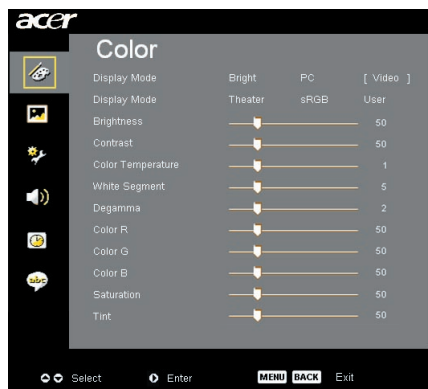 acer
Color
Display Mode Bright PC [ Video ]
Display Mode Theater sRGB User
Brightness 50
Contrast 50
Color Temperature 1
White Segment 5
Degamma 2
Color R 50
Color G 50
Color B 50
Saturation 50
Tint 50
abc
Select Enter MENU BACK Exit